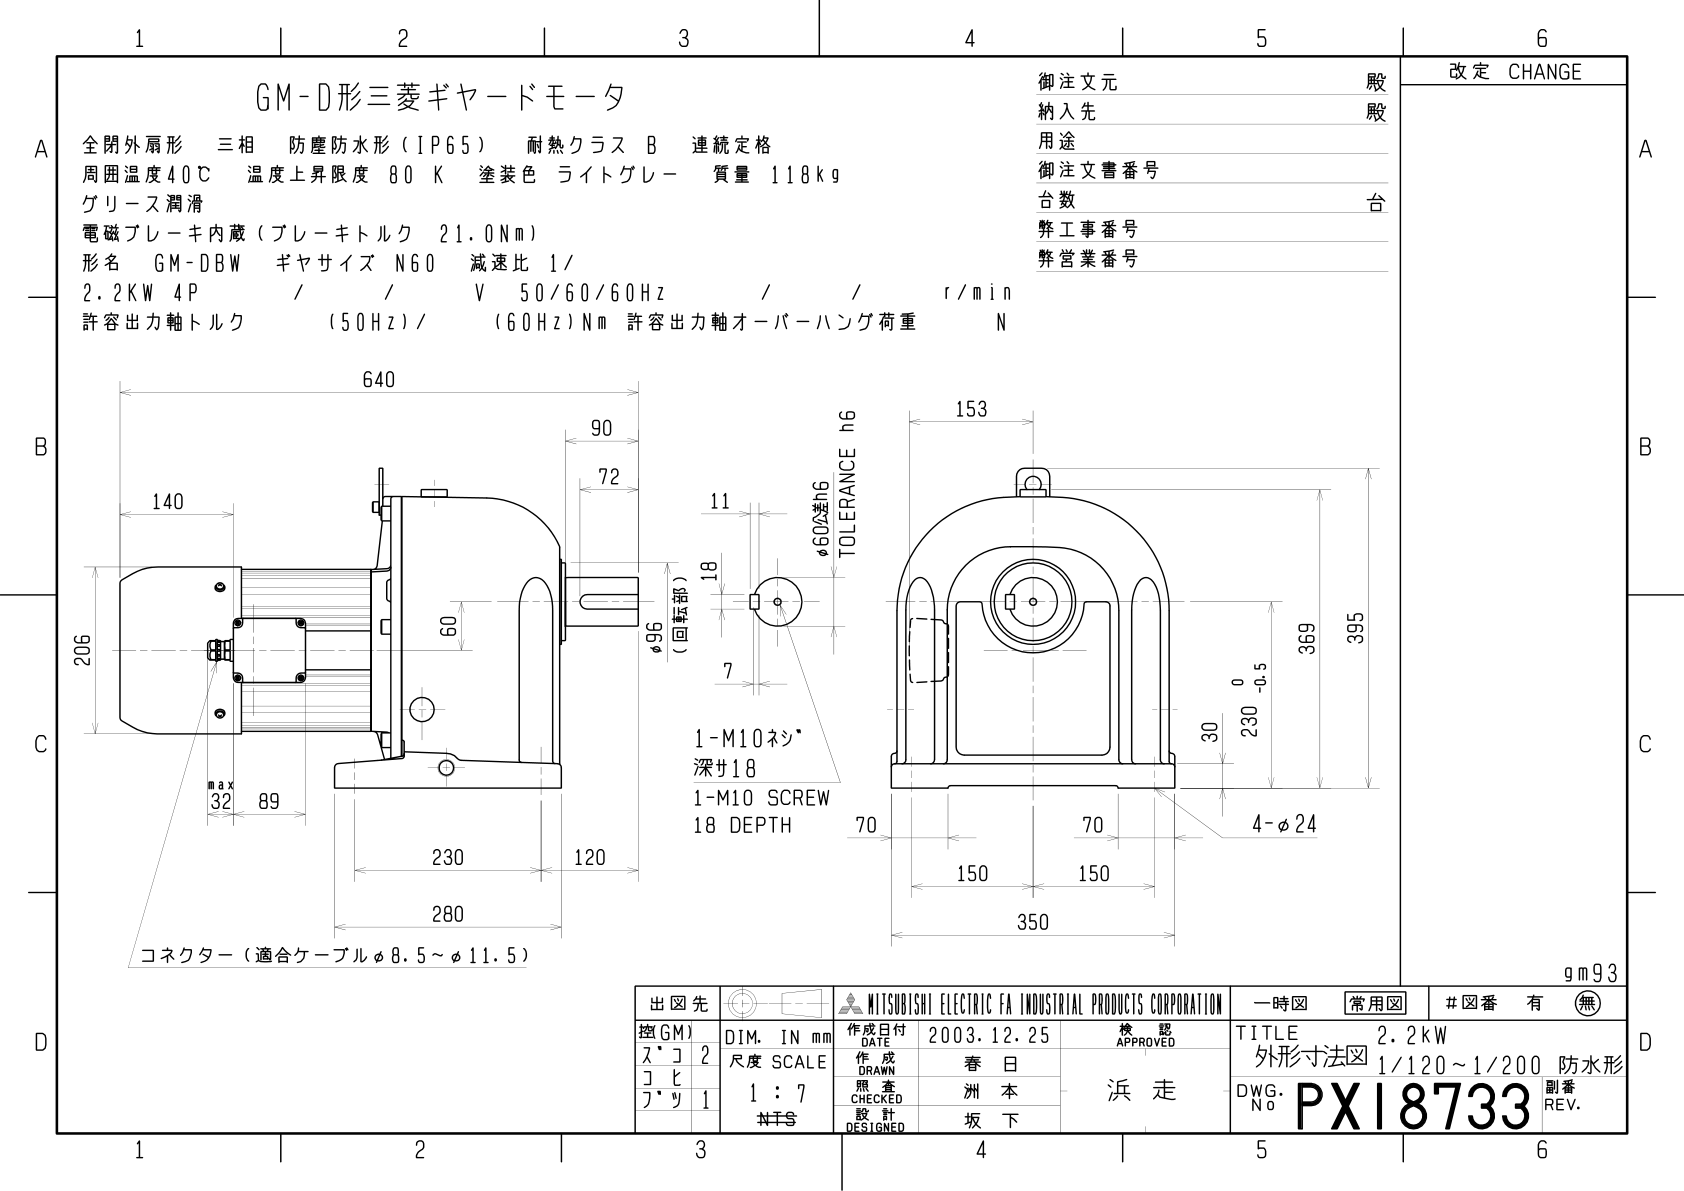 1 2 3 4 5 6
改定 CHANGE
GM-D形三菱ギヤードモータ
全閉外扇形 三相 防塵防水形(IP65) 耐熱クラス B 連続定格
周囲温度40℃ 温度上昇限度 80 K 塗装色 ライトグレー 質量 118kg
グリース潤滑
電磁ブレーキ内蔵(ブレーキトルク 21.0Nm)
形名 GM-DBW ギヤサイズ N60 減速比 1/
2.2KW 4P / / V 50/60/60Hz / / r/min
許容出力軸トルク (50Hz)/ (60Hz)Nm 許容出力軸オーバーハング荷重 N
御注文元 殿
納入先 殿
用途
御注文書番号
台数 台
弊工事番号
弊営業番号
A A
B B
C C
D D
640
90
72
140
206
60
φ96
(回転部)
max
32
89
230
120
280
コネクター(適合ケーブルφ8.5~φ11.5)
11
18
7
φ60公差h6
TOLERANCE h6
1-M10ネジ
深サ18
1-M10 SCREW
18 DEPTH
153
395
369
230 0 -0.5
30
70
70
4-φ24
150
150
350
gm93
出図先
控(GM)
ズコ 2
コヒ
ブツ 1
DIM. IN mm
尺度 SCALE
1 : 7
NTS
MITSUBISHI ELECTRIC FA INDUSTRIAL PRODUCTS CORPORATION
作成日付
DATE
2003.12.25
検 認
APPROVED
作 成
DRAWN
春 日
照 査
CHECKED
洲 本
設 計
DESIGNED
坂 下
浜 走
一時図 常用図 #図番 有 無
TITLE 2.2kW
外形寸法図 1/120~1/200 防水形
DWG.
No
PX18733
副番
REV.
1 2 3 4 5 6